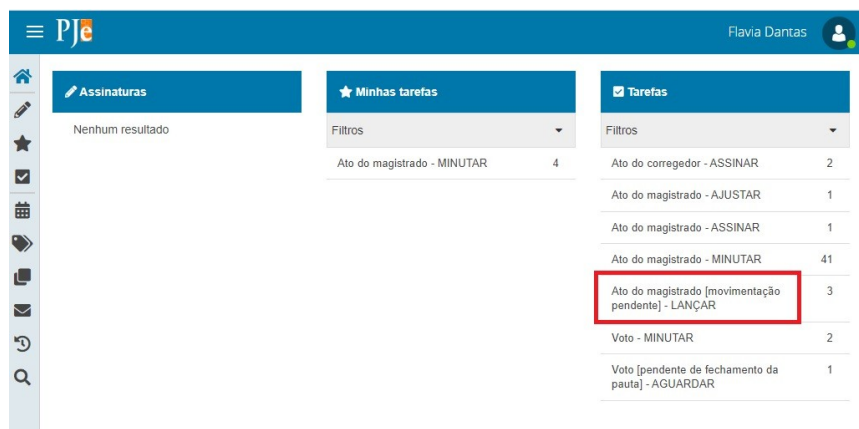 PJe
Flavia Dantas
Assinaturas
Nenhum resultado
Minhas tarefas
Filtros
Ato do magistrado - MINUTAR 4
Tarefas
Filtros
Ato do corregedor - ASSINAR 2
Ato do magistrado - AJUSTAR 1
Ato do magistrado - ASSINAR 1
Ato do magistrado - MINUTAR 41
Ato do magistrado [movimentação 3
pendente] - LANÇAR
Voto - MINUTAR 2
Voto [pendente de fechamento da 1
pauta] - AGUARDAR